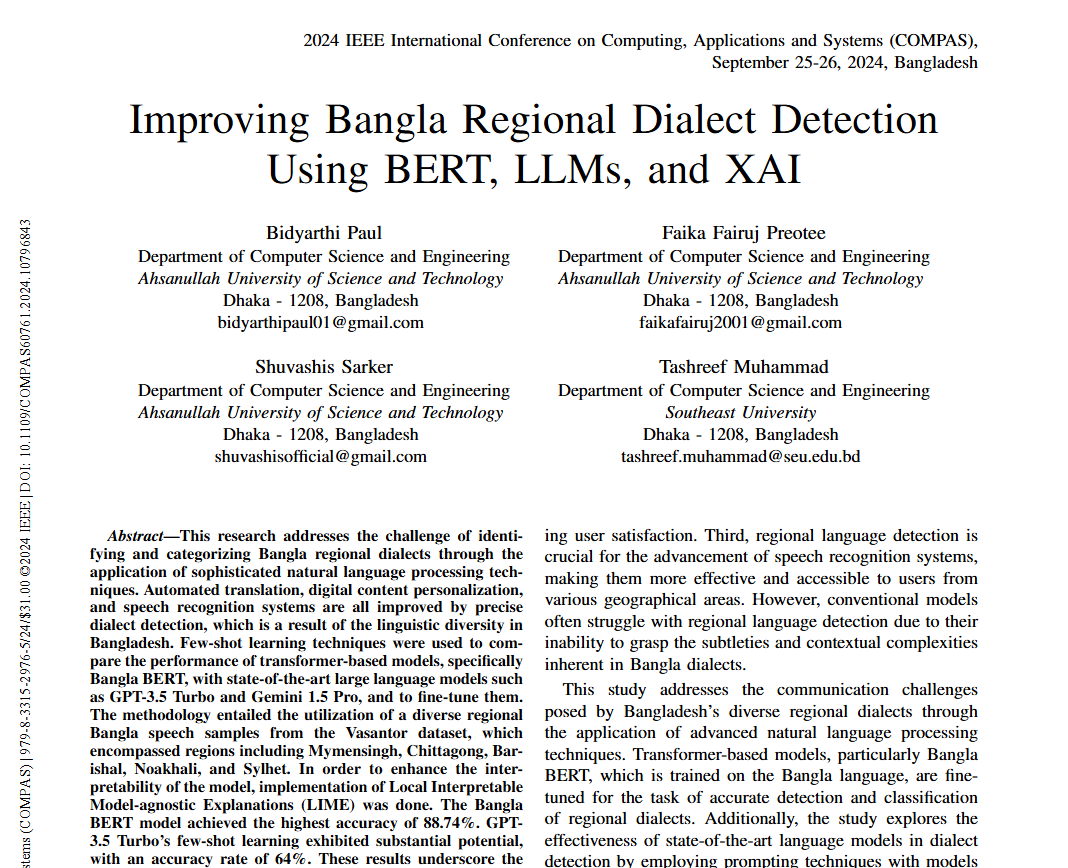 2024 IEEE International Conference on Computing, Applications and Systems (COMPAS),
September 25-26, 2024, Bangladesh
Improving Bangla Regional Dialect Detection
Using BERT, LLMs, and XAI
Bidyarthi Paul
Department of Computer Science and Engineering
Ahsanullah University of Science and Technology
Dhaka - 1208, Bangladesh
bidyarthipaul01@gmail.com
Faika Fairuj Preotee
Department of Computer Science and Engineering
Ahsanullah University of Science and Technology
Dhaka - 1208, Bangladesh
faikafairuj2001@gmail.com
Shuvashis Sarker
Department of Computer Science and Engineering
Ahsanullah University of Science and Technology
Dhaka - 1208, Bangladesh
shuvashisofficial@gmail.com
Tashreef Muhammad
Department of Computer Science and Engineering
Southeast University
Dhaka - 1208, Bangladesh
tashreef.muhammad@seu.edu.bd
Abstract—This research addresses the challenge of identi-
fying and categorizing Bangla regional dialects through the
application of sophisticated natural language processing tech-
niques. Automated translation, digital content personalization,
and speech recognition systems are all improved by precise
dialect detection, which is a result of the linguistic diversity in
Bangladesh. Few-shot learning techniques were used to com-
pare the performance of transformer-based models, specifically
Bangla BERT, with state-of-the-art large language models such
as GPT-3.5 Turbo and Gemini 1.5 Pro, and to fine-tune them.
The methodology entailed the utilization of a diverse regional
Bangla speech samples from the Vasantor dataset, which
encompassed regions including Mymensingh, Chittagong, Bar-
ishal, Noakhali, and Sylhet. In order to enhance the inter-
pretability of the model, implementation of Local Interpretable
Model-agnostic Explanations (LIME) was done. The Bangla
BERT model achieved the highest accuracy of 88.74%. GPT-
3.5 Turbo's few-shot learning exhibited substantial potential,
with an accuracy rate of 64%. These results underscore the
ing user satisfaction. Third, regional language detection is
crucial for the advancement of speech recognition systems,
making them more effective and accessible to users from
various geographical areas. However, conventional models
often struggle with regional language detection due to their
inability to grasp the subtleties and contextual complexities
inherent in Bangla dialects.
This study addresses the communication challenges
posed by Bangladesh's diverse regional dialects through
the application of advanced natural language processing
techniques. Transformer-based models, particularly Bangla
BERT, which is trained on the Bangla language, are fine-
tuned for the task of accurate detection and classification
of regional dialects. Additionally, the study explores the
effectiveness of state-of-the-art language models in dialect
detection by employing prompting techniques with models
stems (COMPAS) | 979-8-3315-2976-5/24/$31.00 ©2024 IEEE | DOI: 10.1109/COMPAS60761.2024.10796843